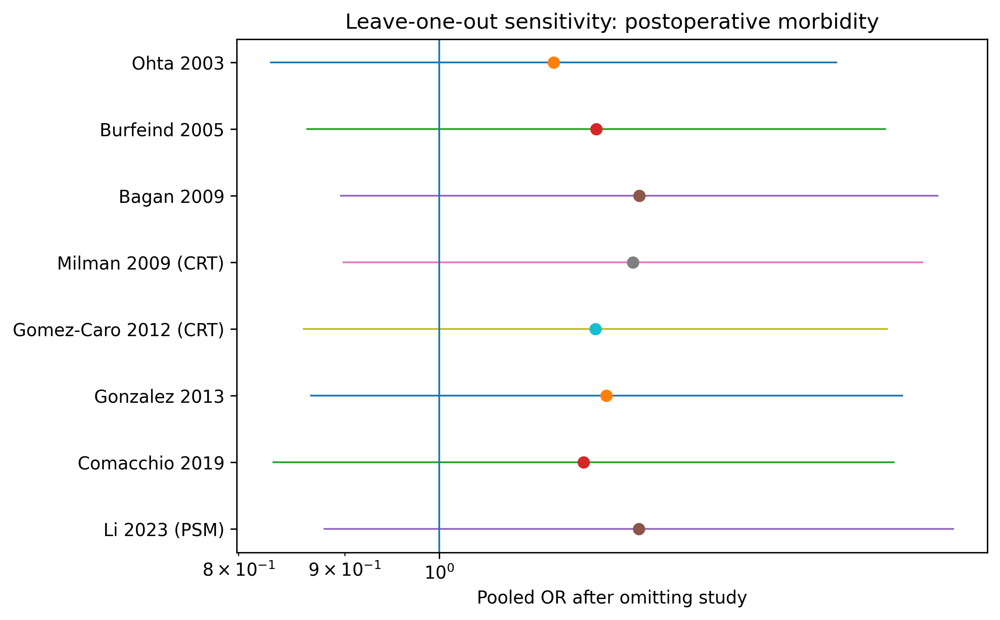 Leave-one-out sensitivity: postoperative morbidity
Ohta 2003
Burfeind 2005
Bagan 2009
Milman 2009 (CRT)
Gomez-Caro 2012 (CRT)
Gonzalez 2013
Comacchio 2019
Li 2023 (PSM)
8 × 10⁻¹ 9 × 10⁻¹ 10⁰
Pooled OR after omitting study